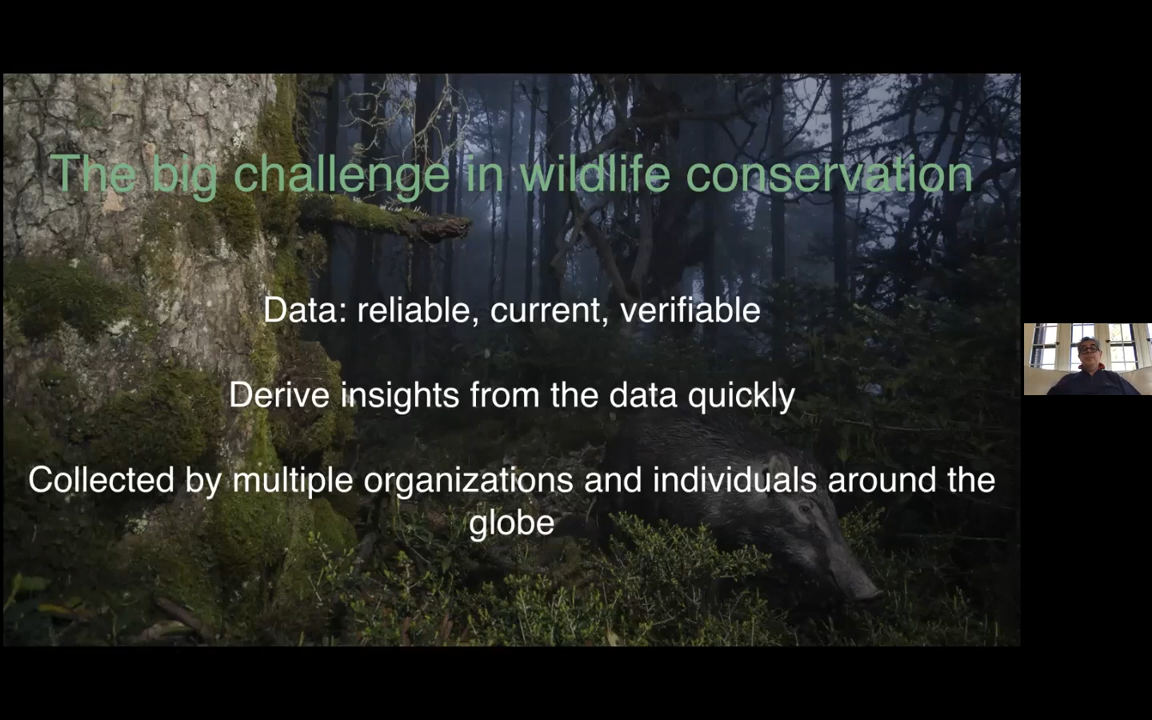 The big challenge in wildlife conservation
Data: reliable, current, verifiable
Derive insights from the data quickly
Collected by multiple organizations and individuals around the
globe